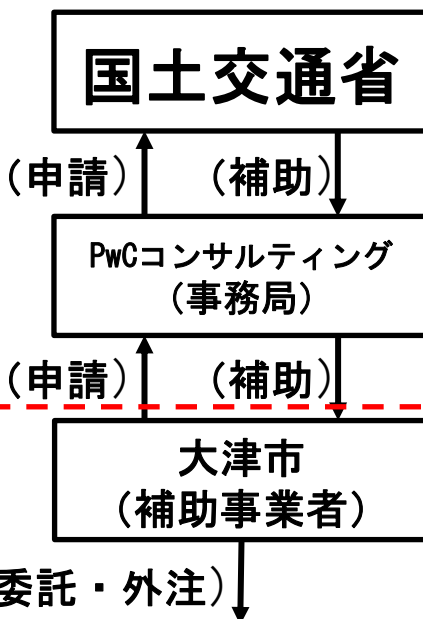 国土交通省
(申請) (補助)
PwCコンサルティング
(事務局)
(申請) (補助)
大津市
(補助事業者)
委託・外注)